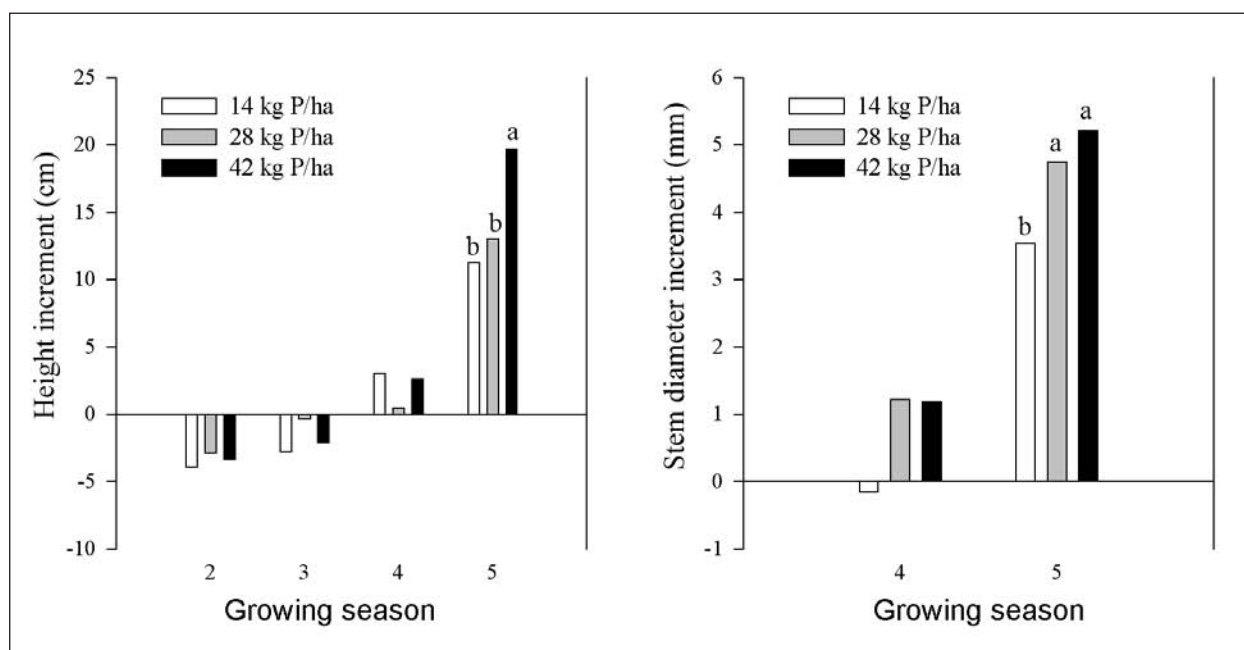 Height increment (cm)
25
20
15
10
5
0
-5
-10
14 kg P/ha
28 kg P/ha
42 kg P/ha
b
b
a
2
3
4
5
Growing season
Stem diameter increment (mm)
6
5
4
3
2
1
0
-1
14 kg P/ha
28 kg P/ha
42 kg P/ha
b
a
a
4
5
Growing season